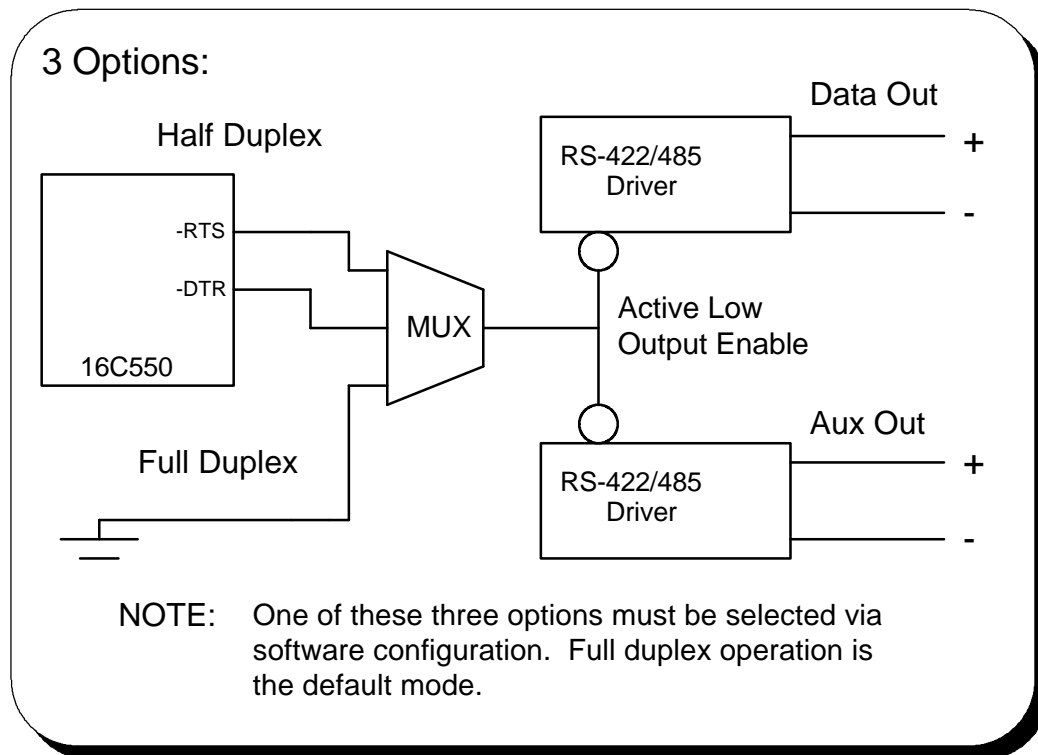 3 Options:
Half Duplex
-RTS
-DTR
16C550
MUX
Full Duplex
RS-422/485
Driver
Data Out
+
-
Active Low
Output Enable
RS-422/485
Driver
Aux Out
+
-
NOTE: One of these three options must be selected via
software configuration. Full duplex operation is
the default mode.